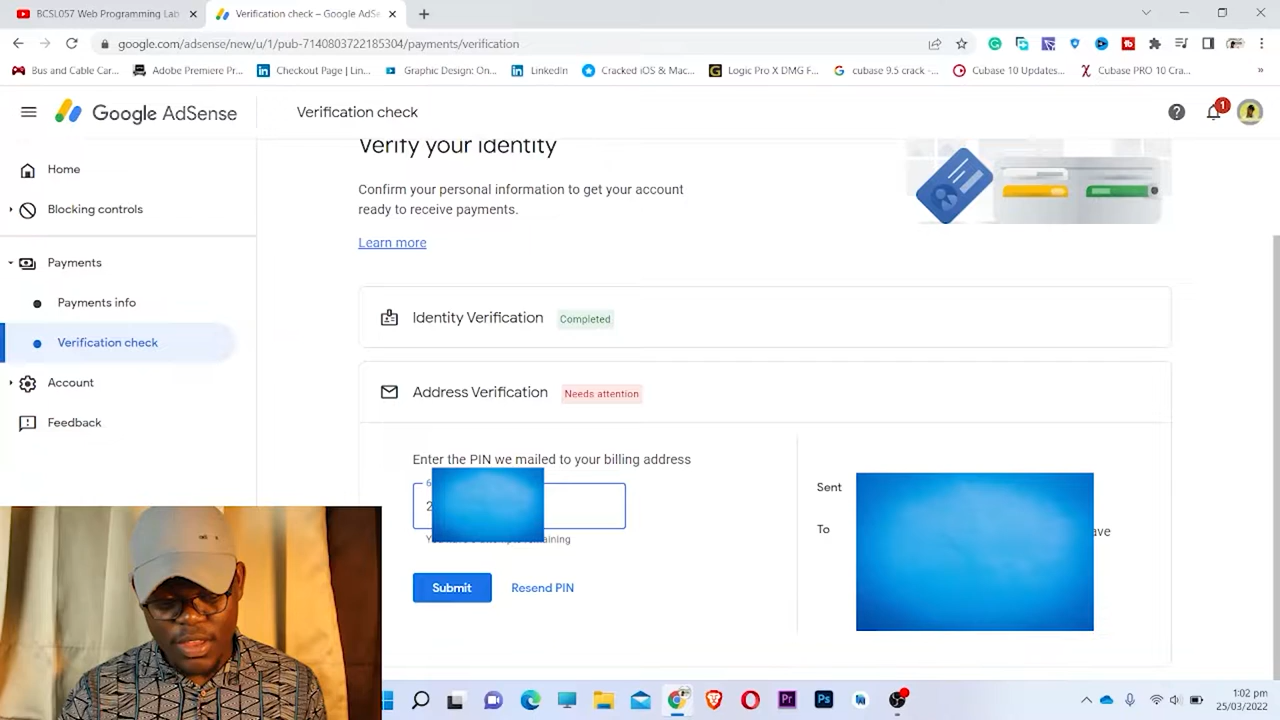 BCSL057 Web Programming Lab
Verification check – Google AdSe
google.com/adsense/new/u/1/pub-7140803722185304/payments/verification
Bus and Cable Car...
Adobe Premiere Pr...
Checkout Page | Lin...
Graphic Design: On...
LinkedIn
Cracked iOS & Mac...
Logic Pro X DMG F...
cubase 9.5 crack -...
Cubase 10 Updates...
Cubase PRO 10 Cra...
»
Google AdSense
Verification check
1
Home
Blocking controls
Payments
Payments info
Verification check
Account
Feedback
Verify your identity
Confirm your personal information to get your account
ready to receive payments.
Learn more
Identity Verification
Completed
Address Verification
Needs attention
Enter the PIN we mailed to your billing address
6
2
Submit
Resend PIN
Sent
To
ave
1:02 pm
25/03/2022